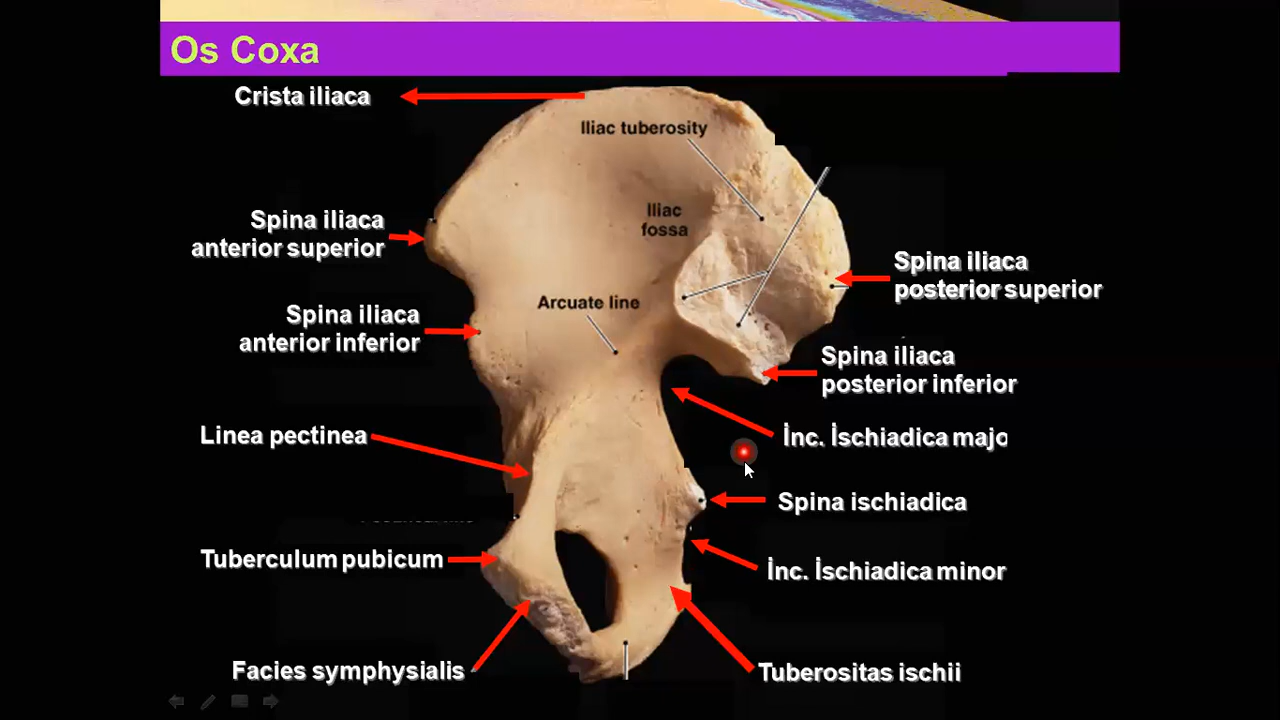 Os Coxa
Crista iliaca
Iliac tuberosity
Spina iliaca
anterior superior
Iliac
fossa
Spina iliaca
posterior superior
Arcuate line
Spina iliaca
anterior inferior
Spina iliaca
posterior inferior
Linea pectinea
İnc. İschiadica majo
Spina ischiadica
Tuberculum pubicum
İnc. İschiadica minor
Facies symphysialis
Tuberositas ischii